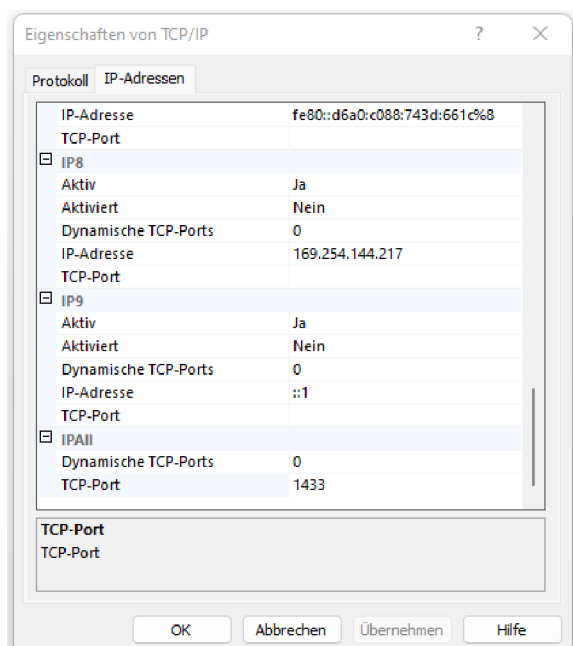 Eigenschaften von TCP/IP ?
Protokoll IP-Adressen
IP-Adresse fe80::d6a0:c088:743d:661c%8
TCP-Port
IP8
Aktiv Ja
Aktiviert Nein
Dynamische TCP-Ports 0
IP-Adresse 169.254.144.217
TCP-Port
IP9
Aktiv Ja
Aktiviert Nein
Dynamische TCP-Ports 0
IP-Adresse ::1
TCP-Port
IPAll
Dynamische TCP-Ports 0
TCP-Port 1433
TCP-Port
TCP-Port
OK Abbrechen Übernehmen Hilfe